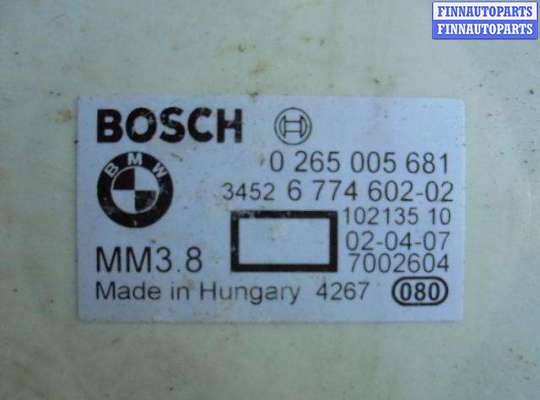 FINNAUTOPARTS
FINNAUTOPARTS
BOSCH
BMW
0 265 005 681
3452 6 774 602-02
102135 10
02-04-07
MM3.8
7002604
Made in Hungary 4267 080